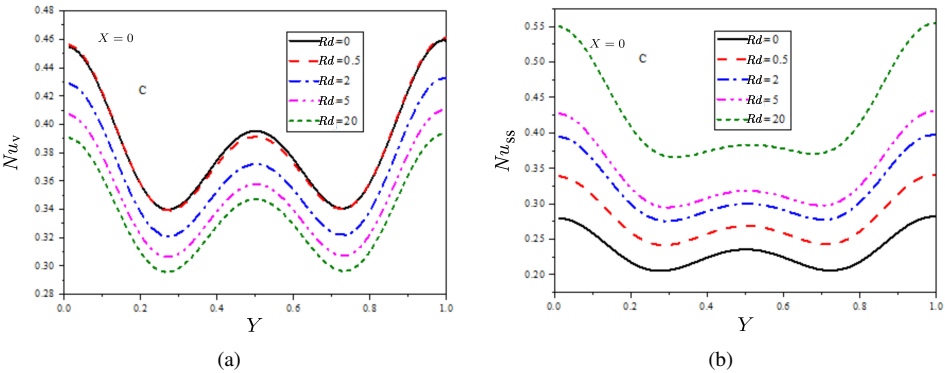 0.48
0.46
0.44
0.42
0.40
0.38
0.36
0.34
0.32
0.30
0.28
Nu_v
X = 0
C
Rd=0
Rd=0.5
Rd=2
Rd=5
Rd=20
0.0 0.2 0.4 0.6 0.8 1.0
Y
(a)
0.55
0.50
0.45
0.40
0.35
0.30
0.25
0.20
Nu_ss
X = 0
C
Rd=0
Rd=0.5
Rd=2
Rd=5
Rd=20
0.0 0.2 0.4 0.6 0.8 1.0
Y
(b)